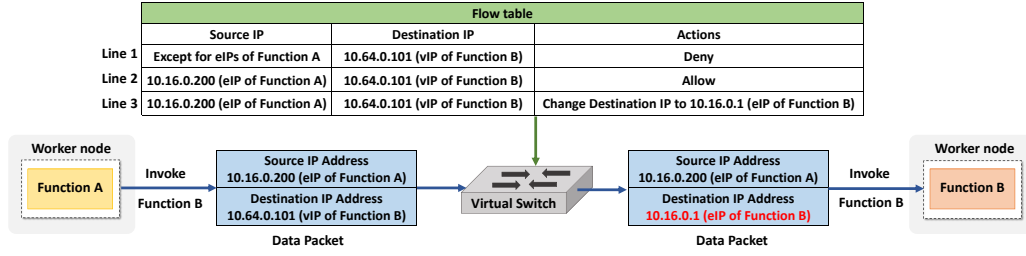 Flow table
Source IP Destination IP Actions
Line 1 Except for eIPs of Function A 10.64.0.101 (vIP of Function B) Deny
Line 2 10.16.0.200 (eIP of Function A) 10.64.0.101 (vIP of Function B) Allow
Line 3 10.16.0.200 (eIP of Function A) 10.64.0.101 (vIP of Function B) Change Destination IP to 10.16.0.1 (eIP of Function B)
Worker node
Function A
Invoke
Function B
Source IP Address
10.16.0.200 (eIP of Function A)
Destination IP Address
10.64.0.101 (vIP of Function B)
Data Packet
Virtual Switch
Source IP Address
10.16.0.200 (eIP of Function A)
Destination IP Address
10.16.0.1 (eIP of Function B)
Data Packet
Invoke
Function B
Worker node
Function B